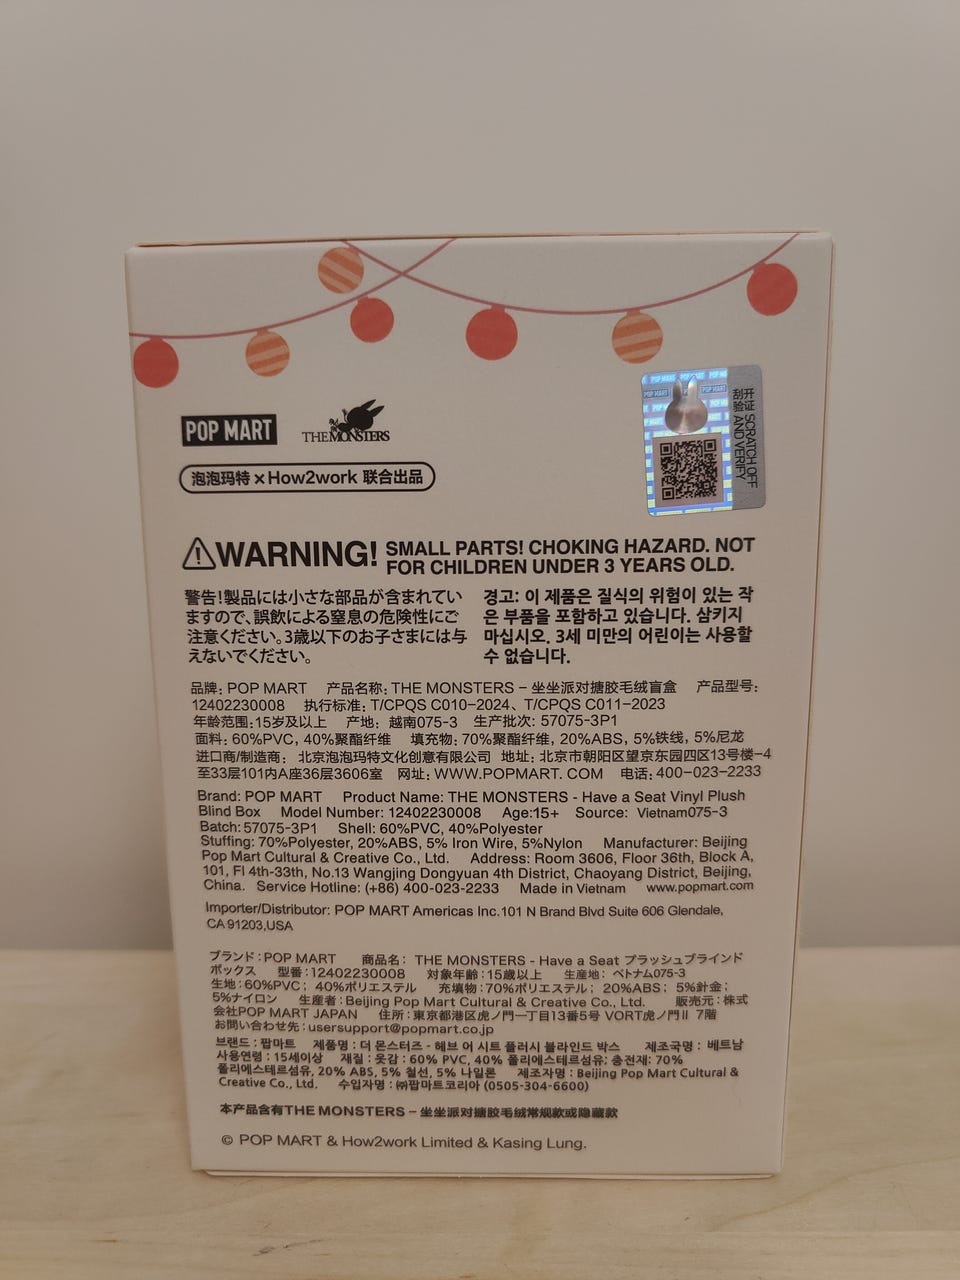 POP MART
THE MONSTERS
泡泡玛特 × How2work 联合出品
POP MART POP MART POP MART
刮开验证 SCRATCH OFF AND VERIFY
WARNING! SMALL PARTS! CHOKING HAZARD. NOT
FOR CHILDREN UNDER 3 YEARS OLD.
警告!製品には小さな部品が含まれてい
ますので、誤飲による窒息の危険性にご
注意ください。3歳以下のお子さまには与
えないでください。
경고: 이 제품은 질식의 위험이 있는 작
은 부품을 포함하고 있습니다. 삼키지
마십시오. 3세 미만의 어린이는 사용할
수 없습니다.
品牌: POP MART 产品名称: THE MONSTERS – 坐坐派对搪胶毛绒盲盒 产品型号:
12402230008 执行标准: T/CPQS C010-2024、T/CPQS C011-2023
年龄范围:15岁及以上 产地: 越南075-3 生产批次: 57075-3P1
面料: 60%PVC, 40%聚酯纤维 填充物: 70%聚酯纤维, 20%ABS, 5%铁线, 5%尼龙
进口商/制造商: 北京泡泡玛特文化创意有限公司 地址: 北京市朝阳区望京东园四区13号楼-4
至33层101内A座36层3606室 网址: WWW.POPMART. COM 电话: 400-023-2233
Brand: POP MART Product Name: THE MONSTERS - Have a Seat Vinyl Plush
Blind Box Model Number: 12402230008 Age:15+ Source: Vietnam075-3
Batch: 57075-3P1 Shell: 60%PVC, 40%Polyester
Stuffing: 70%Polyester, 20%ABS, 5% Iron Wire, 5%Nylon Manufacturer: Beijing
Pop Mart Cultural & Creative Co., Ltd. Address: Room 3606, Floor 36th, Block A,
101, Fl 4th-33th, No.13 Wangjing Dongyuan 4th District, Chaoyang District, Beijing,
China. Service Hotline: (+86) 400-023-2233 Made in Vietnam www.popmart.com
Importer/Distributor: POP MART Americas Inc.101 N Brand Blvd Suite 606 Glendale,
CA 91203,USA
ブランド:POP MART 商品名: THE MONSTERS - Have a Seat プラッシュブラインド
ボックス 型番:12402230008 対象年齢:15歳以上 生産地: ベトナム075-3
生地:60%PVC; 40%ポリエステル 充填物:70%ポリエステル; 20%ABS; 5%針金;
5%ナイロン 生産者:Beijing Pop Mart Cultural & Creative Co., Ltd. 販売元:株式
会社POP MART JAPAN 住所:東京都港区虎ノ門一丁目13番5号 VORT虎ノ門Ⅱ 7階
お問い合わせ先:usersupport@popmart.co.jp
브랜드 : 팝마트 제품명 : 더 몬스터즈 - 헤브 어 시트 플러시 블라인드 박스 제조국명 : 베트남
사용연령 : 15세이상 재질 : 옷감 : 60% PVC, 40% 폴리에스테르섬유; 충전재: 70%
폴리에스테르섬유, 20% ABS, 5% 철선, 5% 나일론 제조자명 : Beijing Pop Mart Cultural &
Creative Co., Ltd. 수입자명 : ㈜팝마트코리아 (0505-304-6600)
本产品含有THE MONSTERS – 坐坐派对搪胶毛绒常规款或隐藏款
© POP MART & How2work Limited & Kasing Lung.